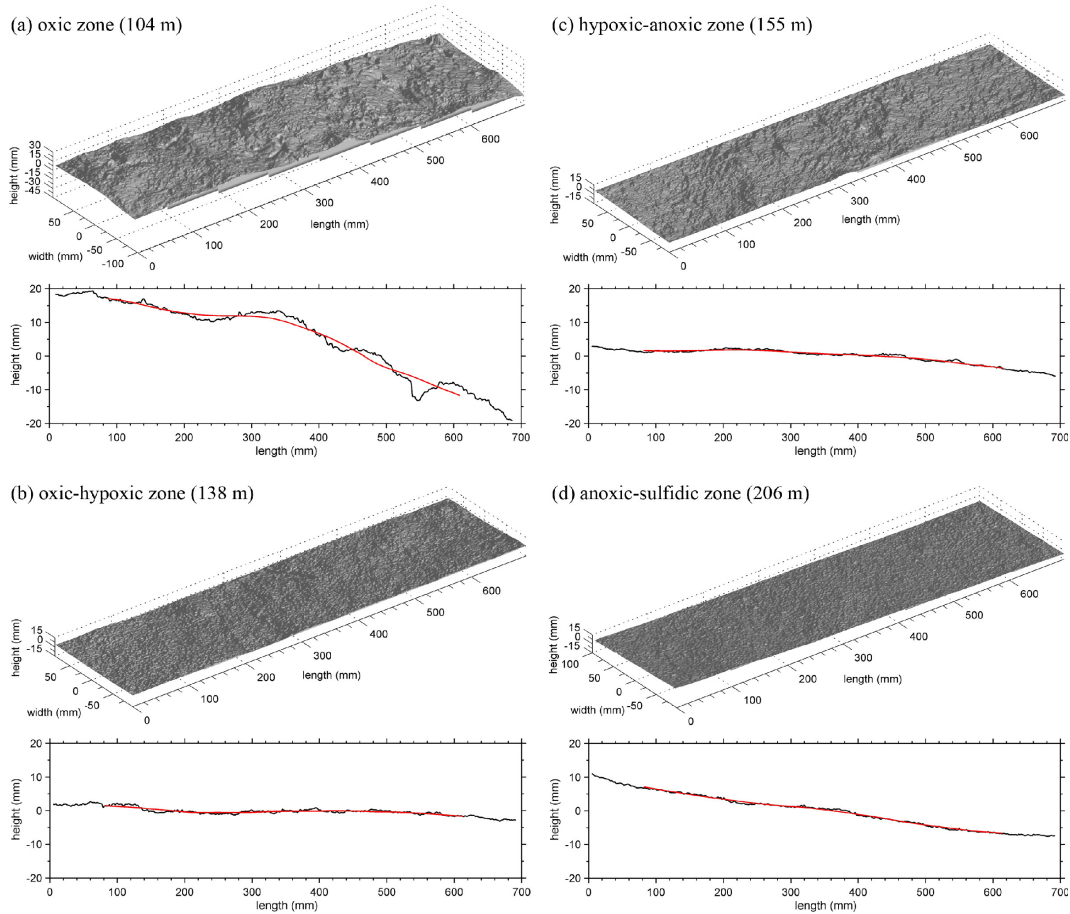 (a) oxic zone (104 m)
30
15
0
-15
-30
-45
height (mm)
50
0
-50
-100
width (mm)
0
100
200
300
400
500
600
length (mm)
20
10
0
-10
-20
height (mm)
0 100 200 300 400 500 600 700
length (mm)
(c) hypoxic-anoxic zone (155 m)
15
0
-15
height (mm)
50
0
-50
width (mm)
0
100
200
300
400
500
600
length (mm)
20
10
0
-10
-20
height (mm)
0 100 200 300 400 500 600 700
length (mm)
(b) oxic-hypoxic zone (138 m)
15
0
-15
height (mm)
50
0
-50
width (mm)
0
100
200
300
400
500
600
length (mm)
20
10
0
-10
-20
height (mm)
0 100 200 300 400 500 600 700
length (mm)
(d) anoxic-sulfidic zone (206 m)
15
0
-15
height (mm)
100
50
0
-50
width (mm)
0
100
200
300
400
500
600
length (mm)
20
10
0
-10
-20
height (mm)
0 100 200 300 400 500 600 700
length (mm)